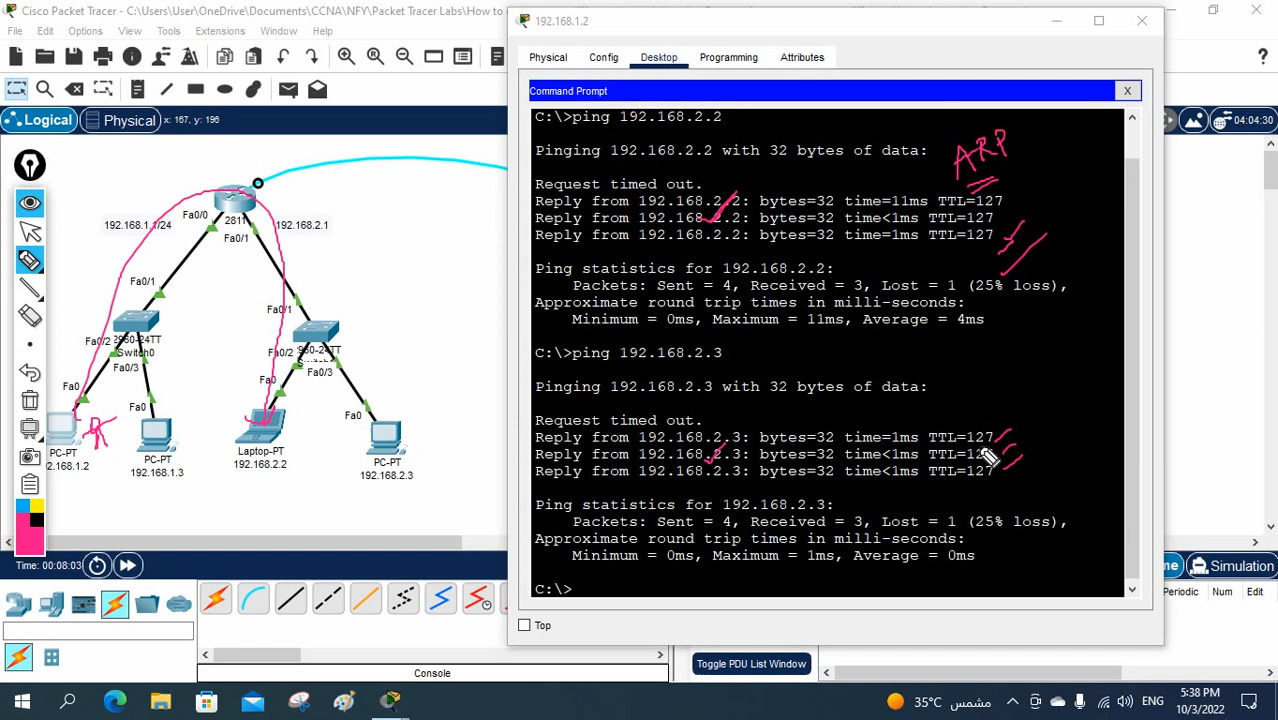 Cisco Packet Tracer - C:\Users\User\OneDrive\Documents\CCNA\NFY\Packet Tracer Labs\How to
File Edit Options View Tools Extensions Window Help
Logical Physical x: 167, y: 196
04:04:30
192.168.1.2
Physical Config Desktop Programming Attributes
Command Prompt X
C:\>ping 192.168.2.2
Pinging 192.168.2.2 with 32 bytes of data:
ARP
Request timed out.
Reply from 192.168.2.2: bytes=32 time=11ms TTL=127
Reply from 192.168.2.2: bytes=32 time<1ms TTL=127
Reply from 192.168.2.2: bytes=32 time=1ms TTL=127
Ping statistics for 192.168.2.2:
Packets: Sent = 4, Received = 3, Lost = 1 (25% loss),
Approximate round trip times in milli-seconds:
Minimum = 0ms, Maximum = 11ms, Average = 4ms
C:\>ping 192.168.2.3
Pinging 192.168.2.3 with 32 bytes of data:
Request timed out.
Reply from 192.168.2.3: bytes=32 time=1ms TTL=127
Reply from 192.168.2.3: bytes=32 time<1ms TTL=127
Reply from 192.168.2.3: bytes=32 time<1ms TTL=127
Ping statistics for 192.168.2.3:
Packets: Sent = 4, Received = 3, Lost = 1 (25% loss),
Approximate round trip times in milli-seconds:
Minimum = 0ms, Maximum = 1ms, Average = 0ms
C:\>
Top
Fa0/0
2811
192.168.1.1/24
192.168.2.1
Fa0/1
Fa0/1
Fa0/1
2960-24TT
Switch0
Fa0/2
Fa0/3
Fa0/2
Fa0/3
Fa0
Fa0
Fa0
Fa0
PC-PT
192.168.1.3
Laptop-PT
192.168.2.2
PC-PT
192.168.2.3
PC-PT
Time: 08:03
Simulation
Periodic Num Edit
Console
Toggle PDU List Window
35°C مشمس
ENG
5:38 PM
10/3/2022